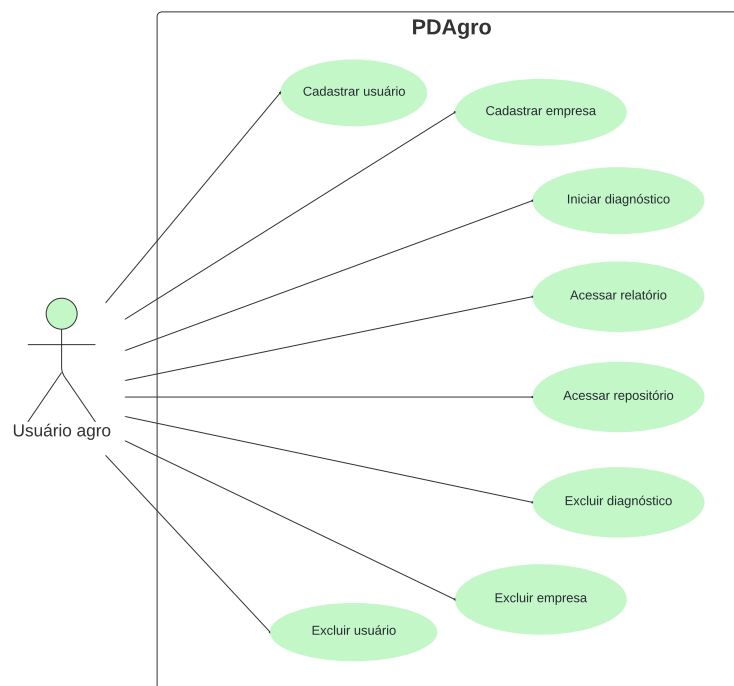 PDAgro
Cadastrar usuário
Cadastrar empresa
Iniciar diagnóstico
Acessar relatório
Acessar repositório
Usuário agro
Excluir diagnóstico
Excluir empresa
Excluir usuário